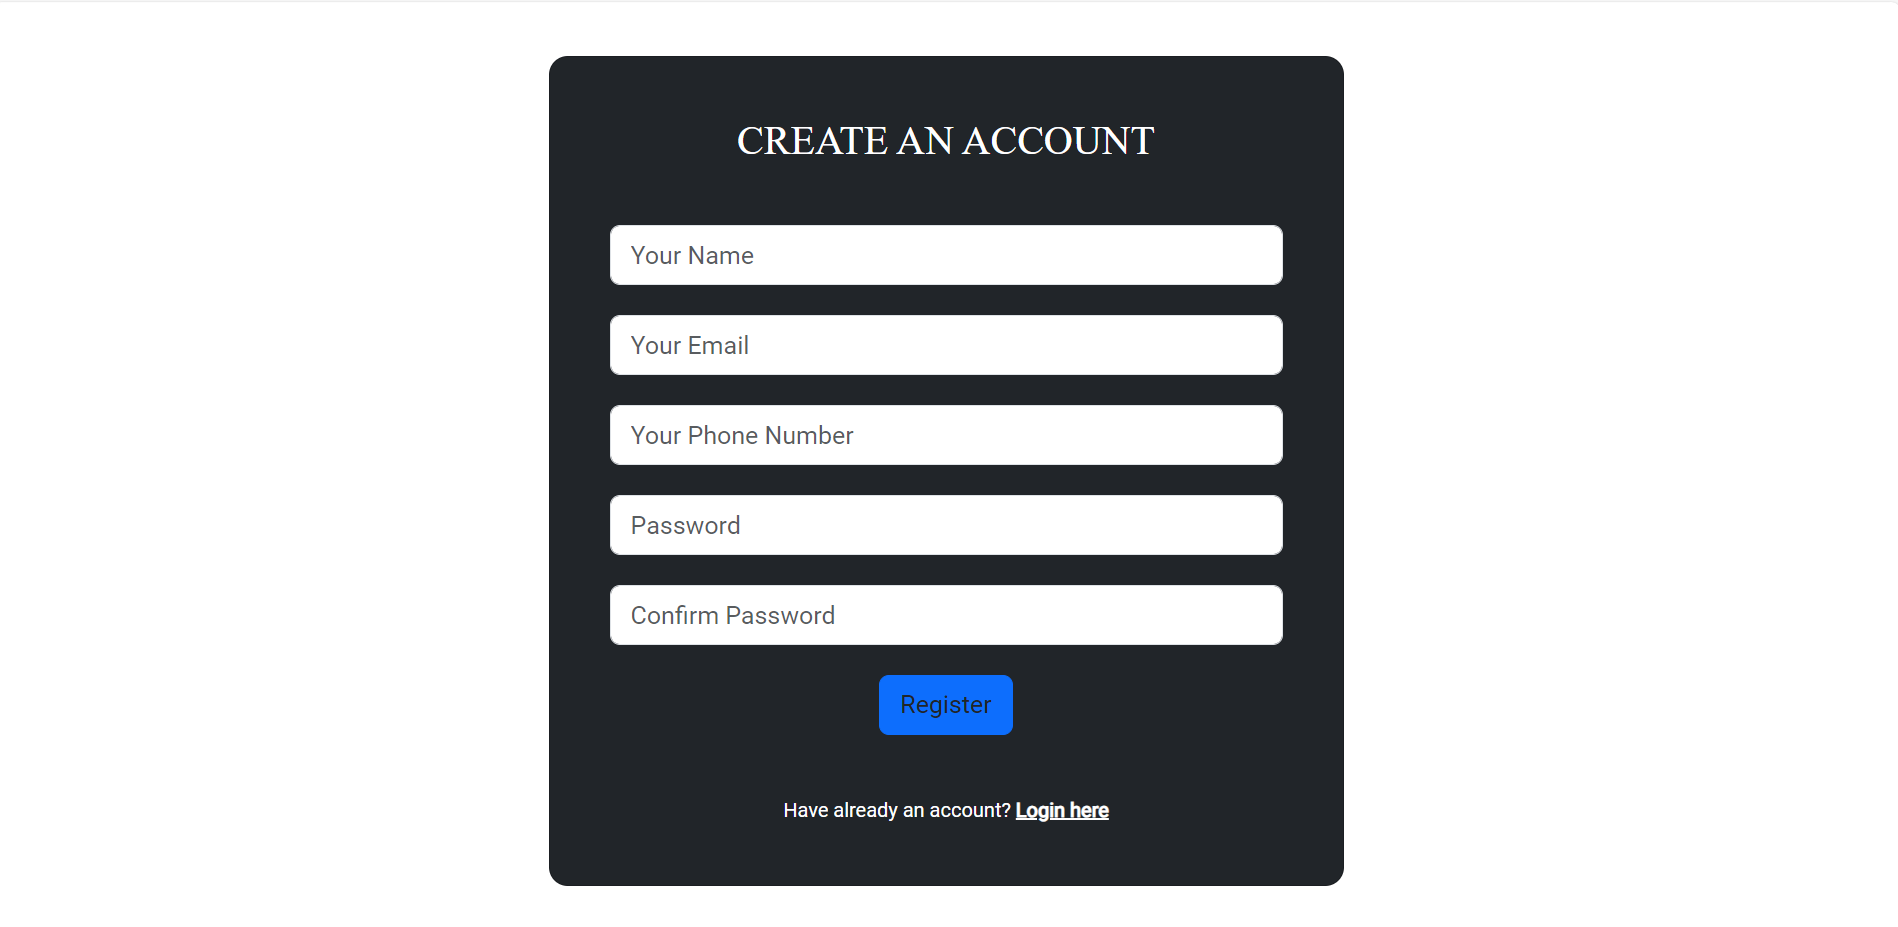 CREATE AN ACCOUNT
Your Name
Your Email
Your Phone Number
Password
Confirm Password
Register
Have already an account? Login here